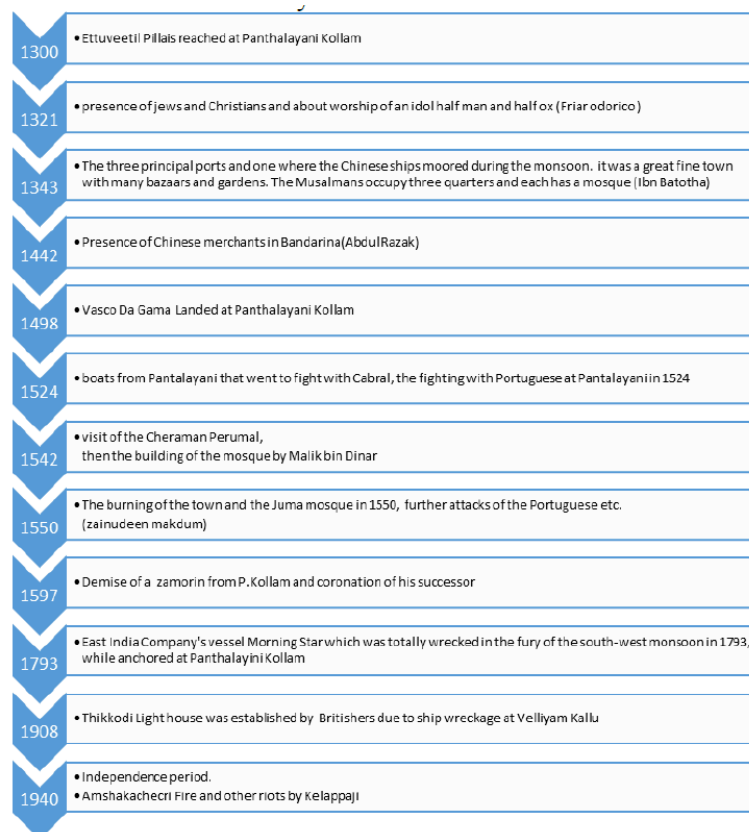 1300
• Ettuveetil Pillais reached at Panthalayani Kollam
1321
• presence of jews and Christians and about worship of an idol half man and half ox (Friar odorico)
1343
• The three principal ports and one where the Chinese ships moored during the monsoon. it was a great fine town
with many bazaars and gardens. The Musalmans occupy three quarters and each has a mosque (Ibn Batotha)
1442
• Presence of Chinese merchants in Bandarina(Abdul Razak)
1498
• Vasco Da Gama Landed at Panthalayani Kollam
1524
• boats from Pantalayani that went to fight with Cabral, the fighting with Portuguese at Pantalayani in 1524
1542
• visit of the Cheraman Perumal,
then the building of the mosque by Malik bin Dinar
1550
• The burning of the town and the Juma mosque in 1550, further attacks of the Portuguese etc.
(zainudeen makdum)
1597
• Demise of a zamorin from P.Kollam and coronation of his successor
1793
• East India Company's vessel Morning Star which was totally wrecked in the fury of the south-west monsoon in 1793,
while anchored at Panthalayini Kollam
1908
• Thikkodi Light house was established by Britishers due to ship wreckage at Velliyam Kallu
1940
• Independence period.
• Amshakacheri Fire and other riots by Kelappaji